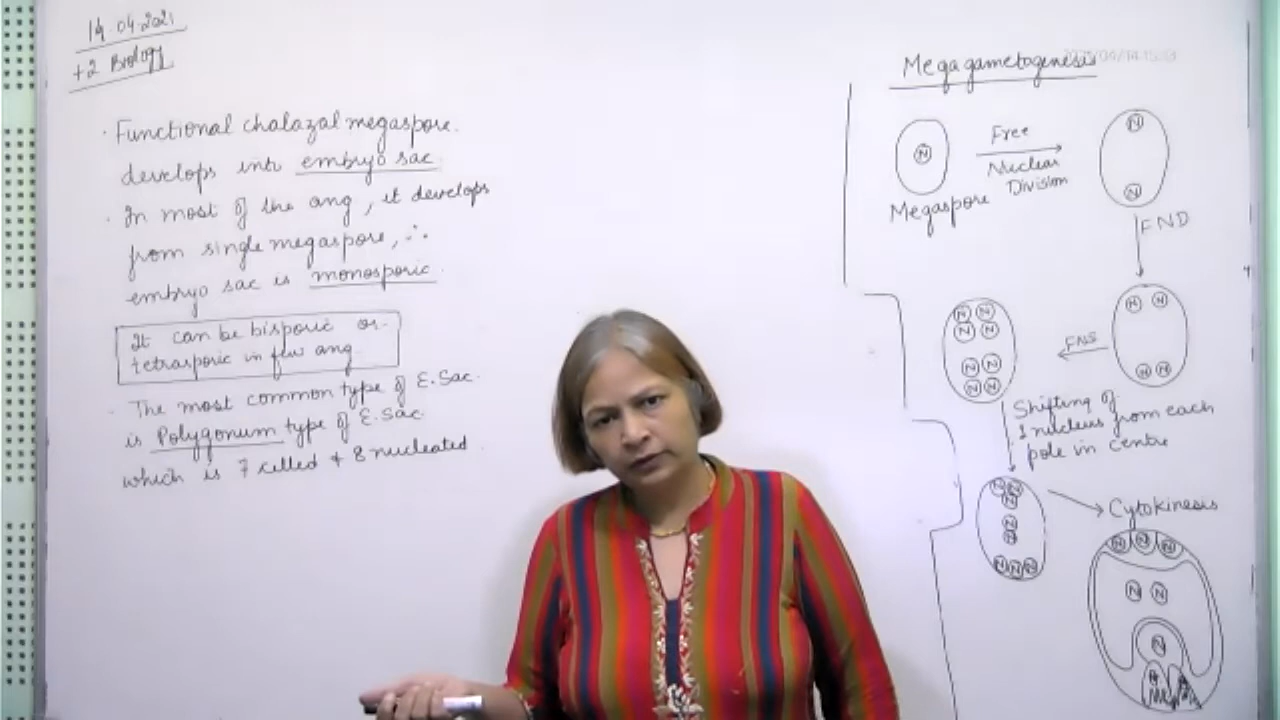 14.04.2021
+2 Biology
· Functional chalazal megaspore
develops into embryo sac
· In most of the ang, it develops
from single megaspore, ∴
embryo sac is monosporic
It can be bisporic or
tetrasporic in few ang
· The most common type of E.Sac
is Polygonum type of E.Sac
which is 7 celled + 8 nucleated
Megagametogenesis
N
Megaspore
Free
Nuclear
Division
N
N
FND
N N
N N
FNS
N N
N N
N N
N N
Shifting of
1 nucleus from each
pole in centre
N N
N
N
N
N N N
Cytokinesis
N N N
N N
N